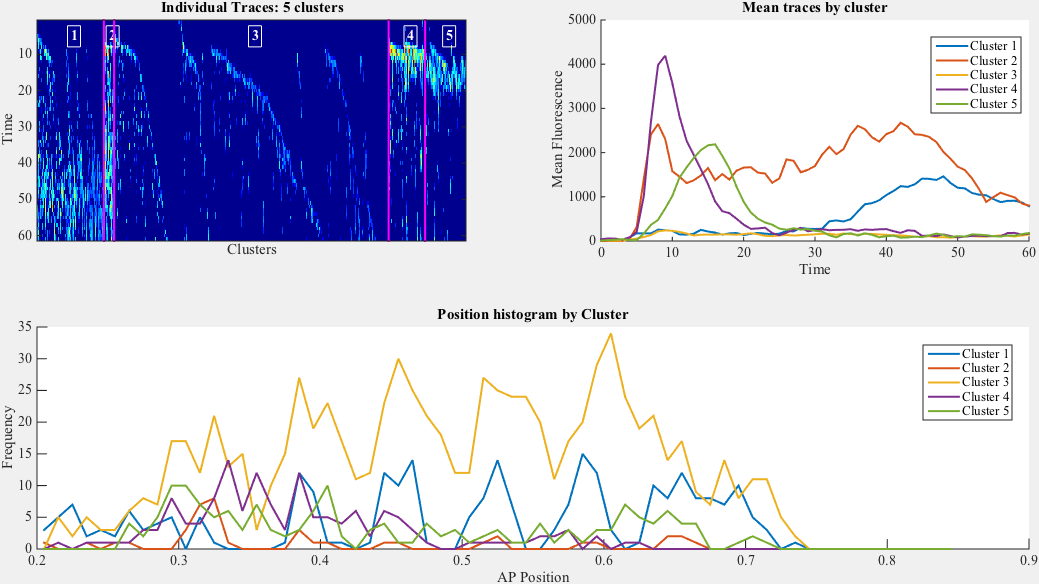 Individual Traces: 5 clusters
1 2 3 4 5
10
20
30
40
50
60
Time
Clusters
Mean traces by cluster
5000
4000
3000
2000
1000
0
Mean Fluorescence
Cluster 1
Cluster 2
Cluster 3
Cluster 4
Cluster 5
0 10 20 30 40 50 60
Time
Position histogram by Cluster
35
30
25
20
15
10
5
0
Frequency
Cluster 1
Cluster 2
Cluster 3
Cluster 4
Cluster 5
0.2 0.3 0.4 0.5 0.6 0.7 0.8 0.9
AP Position